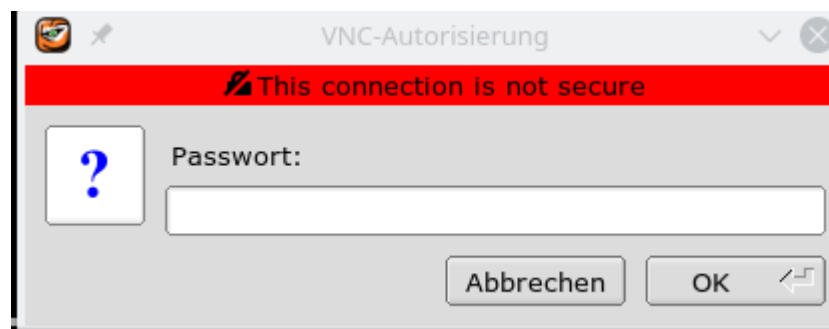 VNC-Autorisierung
This connection is not secure
?
Passwort:
Abbrechen
OK